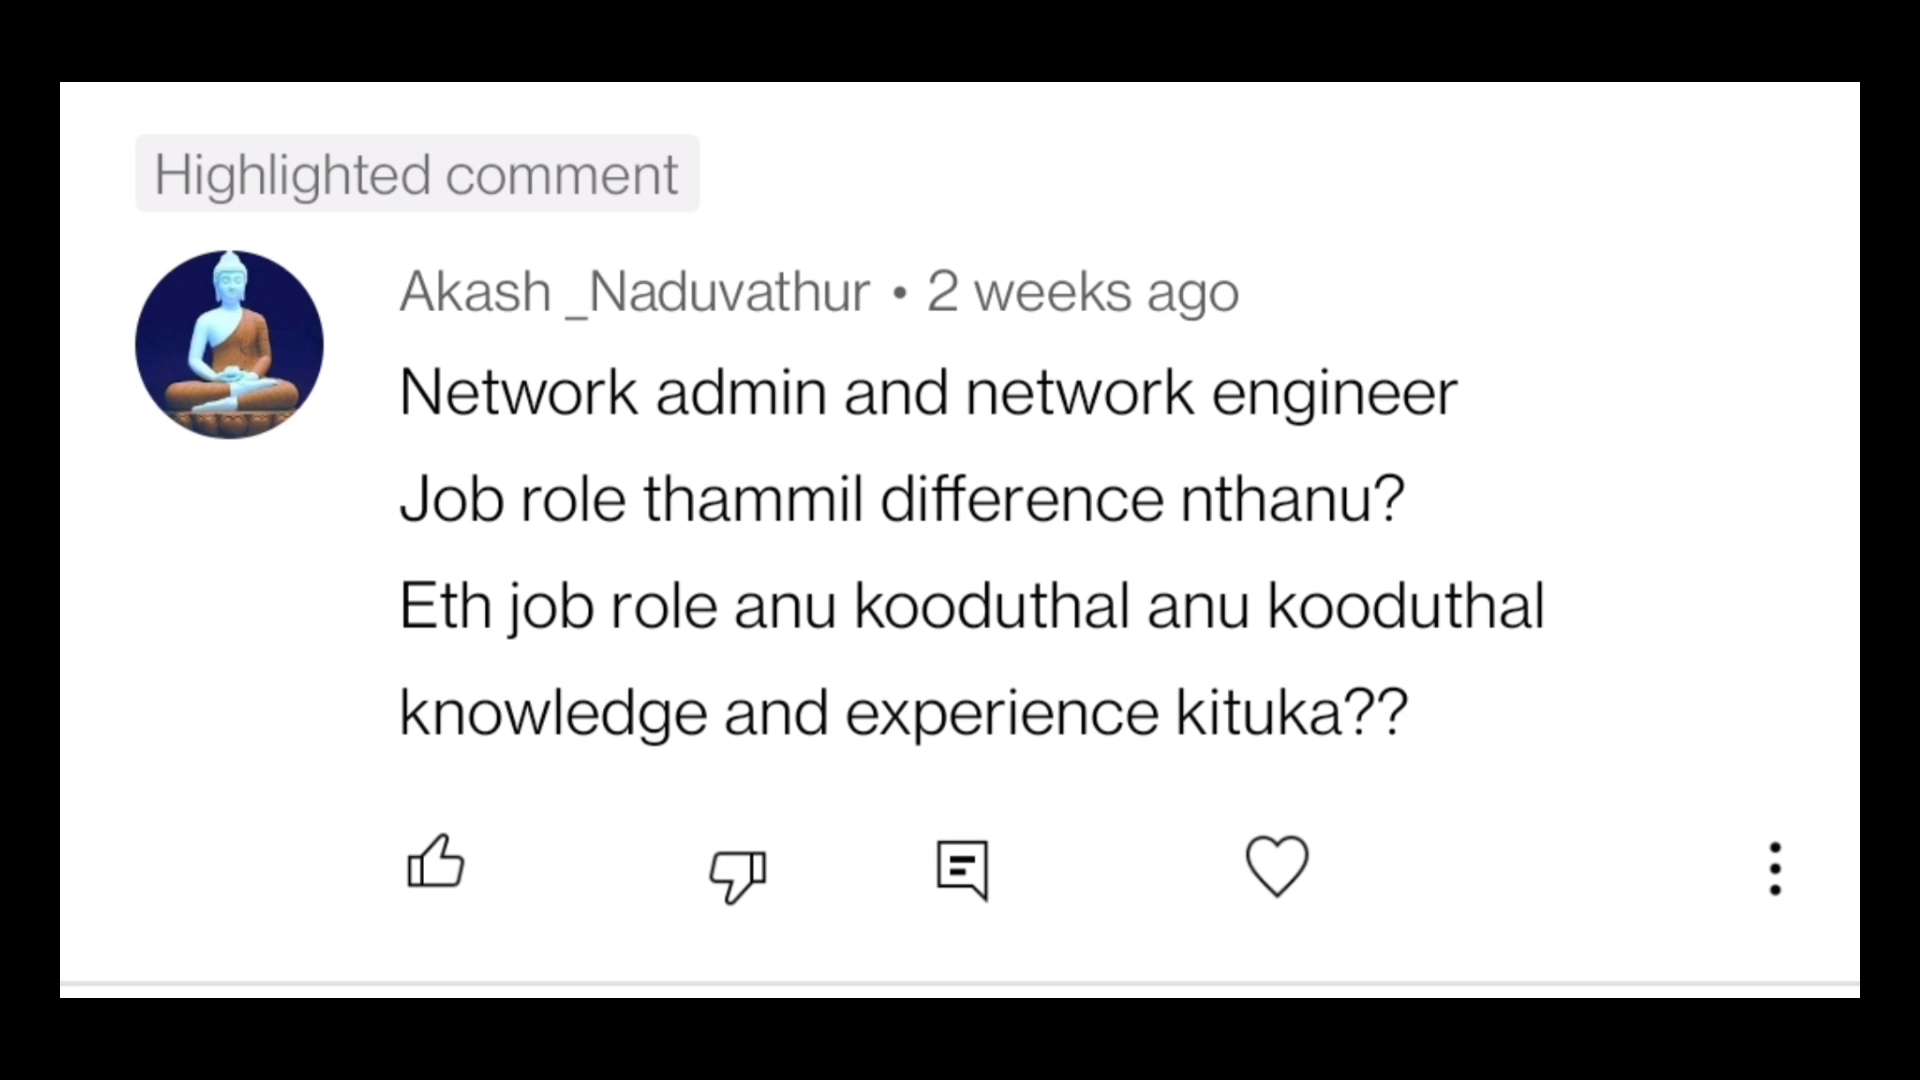 Highlighted comment
Akash _Naduvathur • 2 weeks ago
Network admin and network engineer
Job role thammil difference nthanu?
Eth job role anu kooduthal anu kooduthal
knowledge and experience kituka??